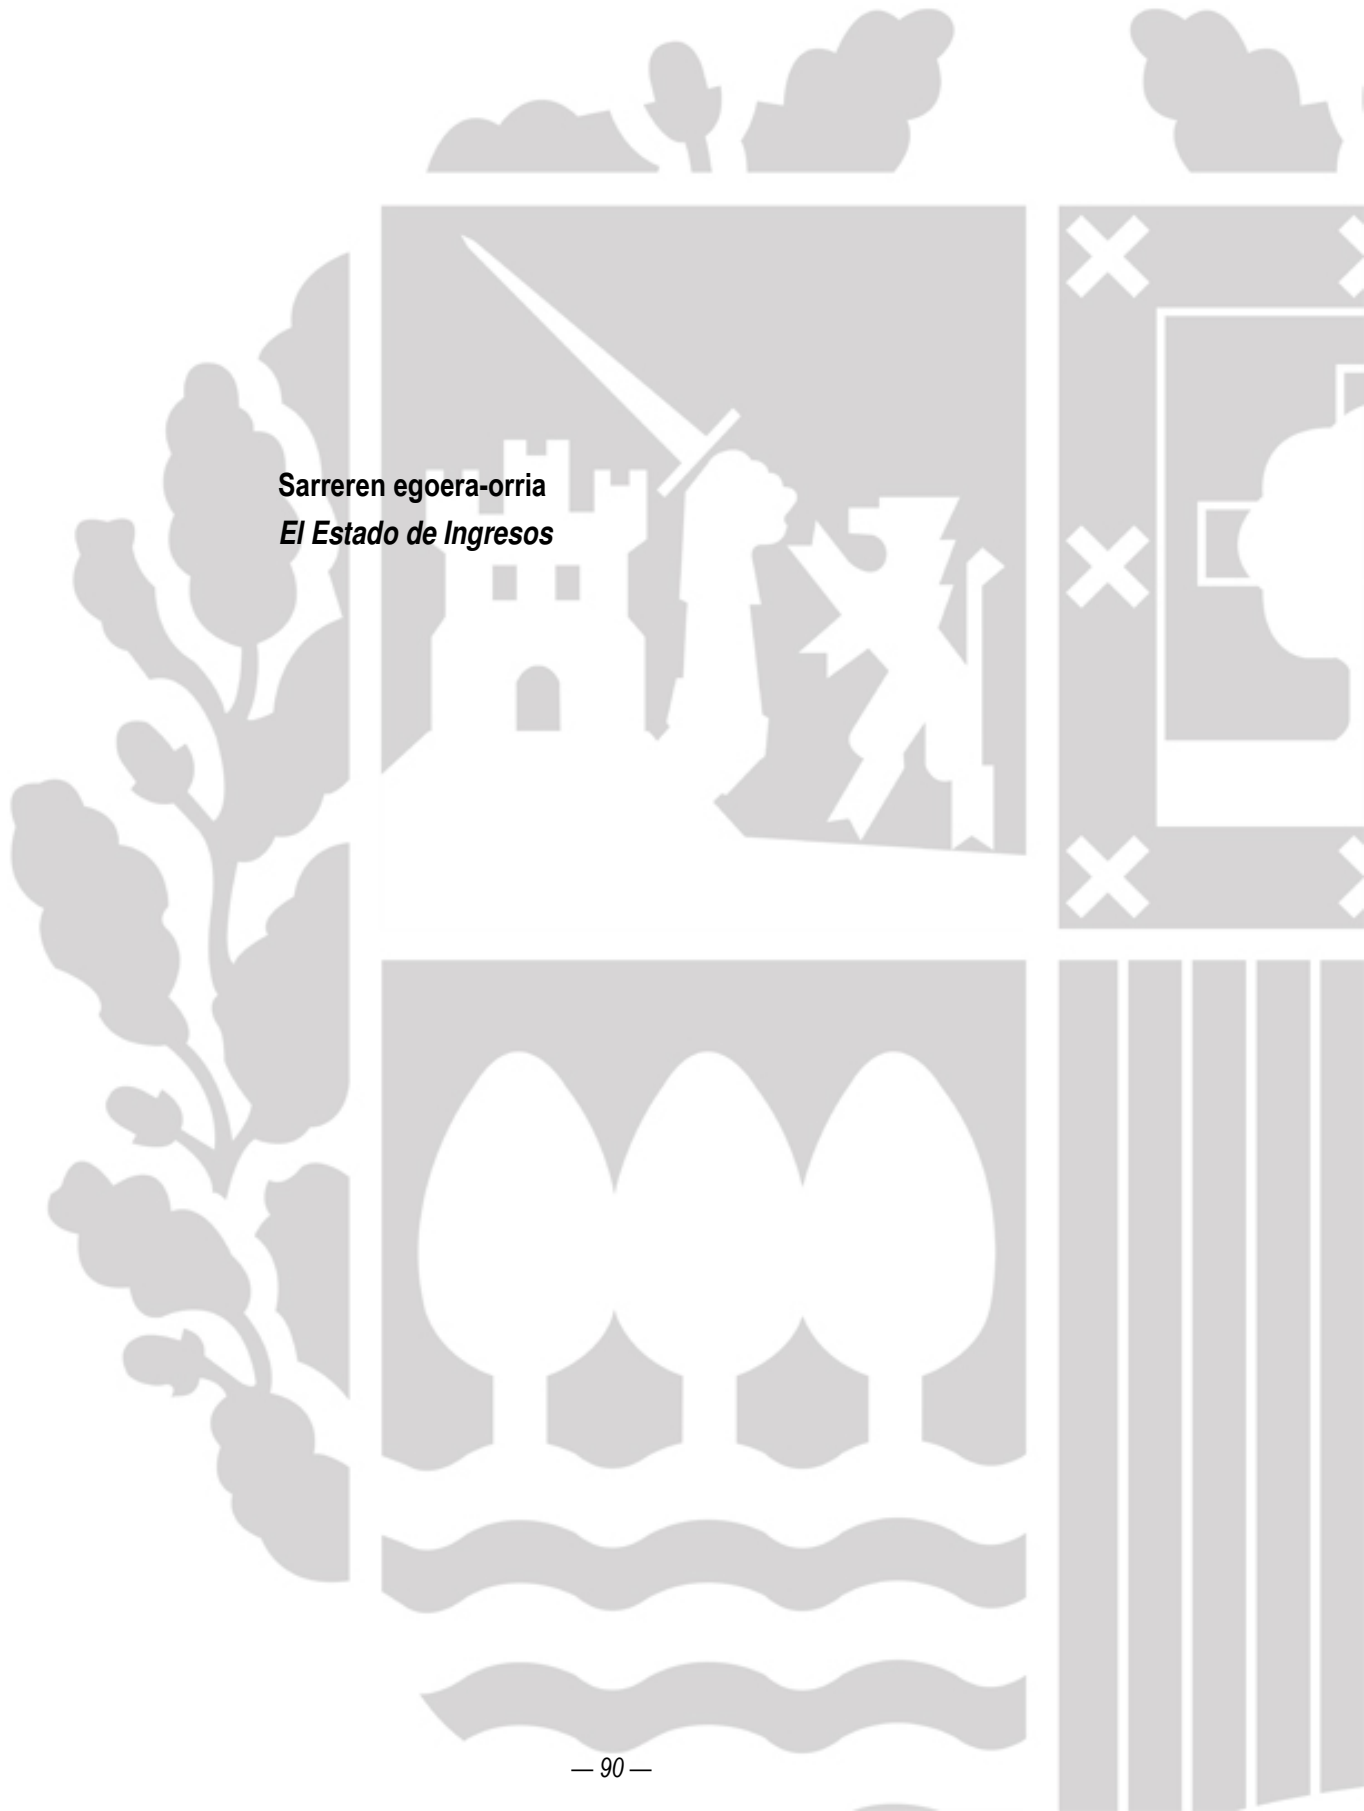 Sarreren egoera-orria
El Estado de Ingresos
— 90 —